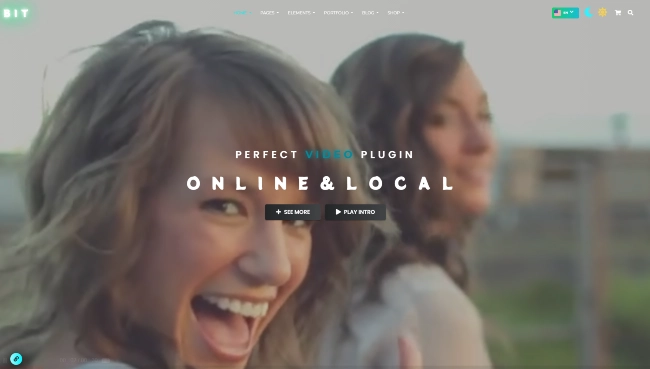 BIT
HOME PAGES ELEMENTS PORTFOLIO BLOG SHOP
EN
PERFECT VIDEO PLUGIN
ONLINE&LOCAL
SEE MORE PLAY INTRO